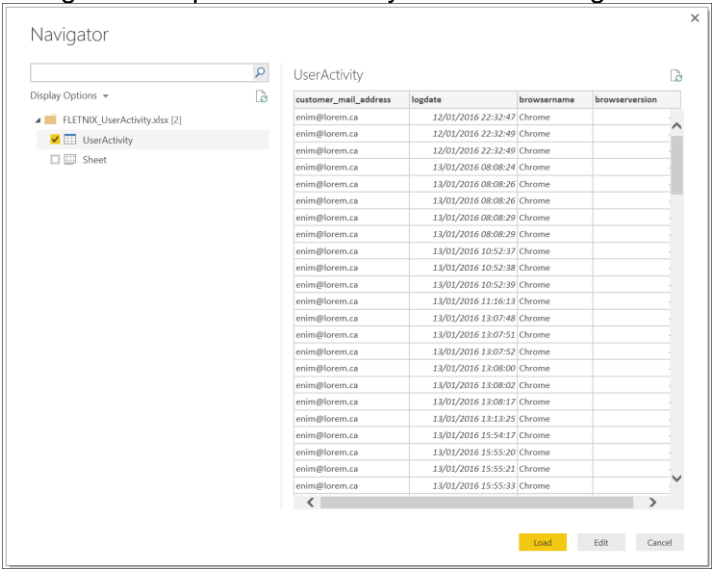 Navigator
Display Options
FLETNIX_UserActivity.xlsx [2]
UserActivity
Sheet
UserActivity
customer_mail_address logdate browsername browserversion
enim@lorem.ca 12/01/2016 22:32:47 Chrome
enim@lorem.ca 12/01/2016 22:32:49 Chrome
enim@lorem.ca 12/01/2016 22:32:49 Chrome
enim@lorem.ca 13/01/2016 08:08:24 Chrome
enim@lorem.ca 13/01/2016 08:08:26 Chrome
enim@lorem.ca 13/01/2016 08:08:26 Chrome
enim@lorem.ca 13/01/2016 08:08:29 Chrome
enim@lorem.ca 13/01/2016 08:08:29 Chrome
enim@lorem.ca 13/01/2016 10:52:37 Chrome
enim@lorem.ca 13/01/2016 10:52:38 Chrome
enim@lorem.ca 13/01/2016 10:52:39 Chrome
enim@lorem.ca 13/01/2016 11:16:13 Chrome
enim@lorem.ca 13/01/2016 13:07:48 Chrome
enim@lorem.ca 13/01/2016 13:07:51 Chrome
enim@lorem.ca 13/01/2016 13:07:52 Chrome
enim@lorem.ca 13/01/2016 13:08:00 Chrome
enim@lorem.ca 13/01/2016 13:08:02 Chrome
enim@lorem.ca 13/01/2016 13:08:17 Chrome
enim@lorem.ca 13/01/2016 13:13:25 Chrome
enim@lorem.ca 13/01/2016 15:54:17 Chrome
enim@lorem.ca 13/01/2016 15:55:20 Chrome
enim@lorem.ca 13/01/2016 15:55:21 Chrome
enim@lorem.ca 13/01/2016 15:55:33 Chrome
Load Edit Cancel